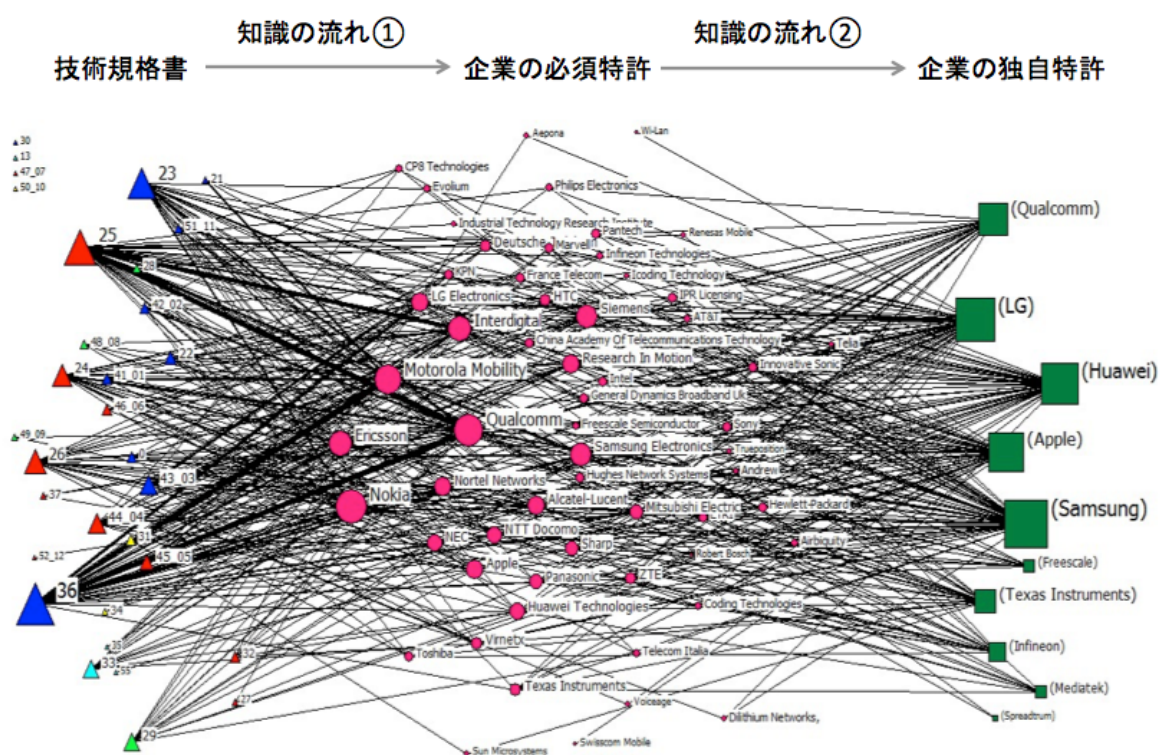 知識の流れ①
知識の流れ②
技術規格書
企業の必須特許
企業の独自特許
30
13
47_07
50_10
23
21
51_11
25
28
42_02
48_08
22
24
41_01
46_06
49_09
26
0
43_03
37
44_04
31
52_12
45_05
36
34
35
33
55
32
27
29
Aepona
Wi-Lan
CP8 Technologies
Evolium
Philips Electronics
Industrial Technology Research Institute
Pantech
Renesas Mobile
Deutsche
Marvell
Infineon Technologies
KPN
France Telecom
Icoding Technology
LG Electronics
HTC
IPR Licensing
Siemens
AT&T
Interdigital
China Academy Of Telecommunications Technology
Telia
Research In Motion
Innovative Sonic
Motorola Mobility
Intel
General Dynamics Broadband Uk
Qualcomm
Freescale Semiconductor
Sony
Ericsson
Samsung Electronics
Trueposition
Andrew
Hughes Network Systems
Nortel Networks
Nokia
Alcatel-Lucent
Mitsubishi Electric
Hewlett-Packard
NTT Docomo
NEC
Sharp
Airbiquity
Robert Bosch
Apple
Panasonic
ZTE
Huawei Technologies
Coding Technologies
Virnetx
Toshiba
Telecom Italia
Texas Instruments
Voiceage
Dilithium Networks,
Swisscom Mobile
Sun Microsystems
(Qualcomm)
(LG)
(Huawei)
(Apple)
(Samsung)
(Freescale)
(Texas Instruments)
(Infineon)
(Mediatek)
(Spreadtrum)